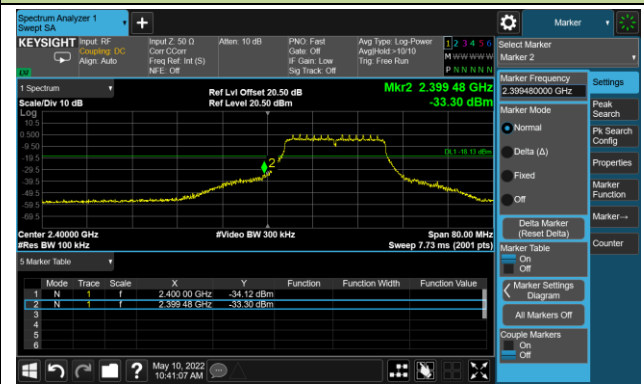 Spectrum Analyzer 1
Swept SA
Marker
KEYSIGHT
Input: RF
Coupling: DC
Align: Auto
Input Z: 50 Ω
Corr CCorr
Freq Ref: Int (S)
NFE: Off
Atten: 10 dB
PNO: Fast
Gate: Off
IF Gain: Low
Sig Track: Off
Avg Type: Log-Power
Avg|Hold:>10/10
Trig: Free Run
1 2 3 4 5 6
M W W W W W
P N N N N N
Select Marker
Marker 2
1 Spectrum
Scale/Div 10 dB
Log
Ref Lvl Offset 20.50 dB
Ref Level 20.50 dBm
Mkr2 2.399 48 GHz
-33.30 dBm
10.5
0.500
-9.50
-19.5
-29.5
-39.5
-49.5
-59.5
-69.5
DL1 -18.13 dBm
2
Center 2.40000 GHz
#Res BW 100 kHz
#Video BW 300 kHz
Span 80.00 MHz
Sweep 7.73 ms (2001 pts)
5 Marker Table
Mode Trace Scale X Y Function Function Width Function Value
1 N 1 f 2.400 00 GHz -34.12 dBm
2 N 1 f 2.399 48 GHz -33.30 dBm
3
4
5
6
Marker Frequency
2.399480000 GHz
Marker Mode
Normal
Delta (Δ)
Fixed
Off
Delta Marker
(Reset Delta)
Marker Table
On
Off
Marker Settings
Diagram
All Markers Off
Couple Markers
On
Off
Settings
Peak
Search
Pk Search
Config
Properties
Marker
Function
Marker→
Counter
May 10, 2022
10:41:07 AM